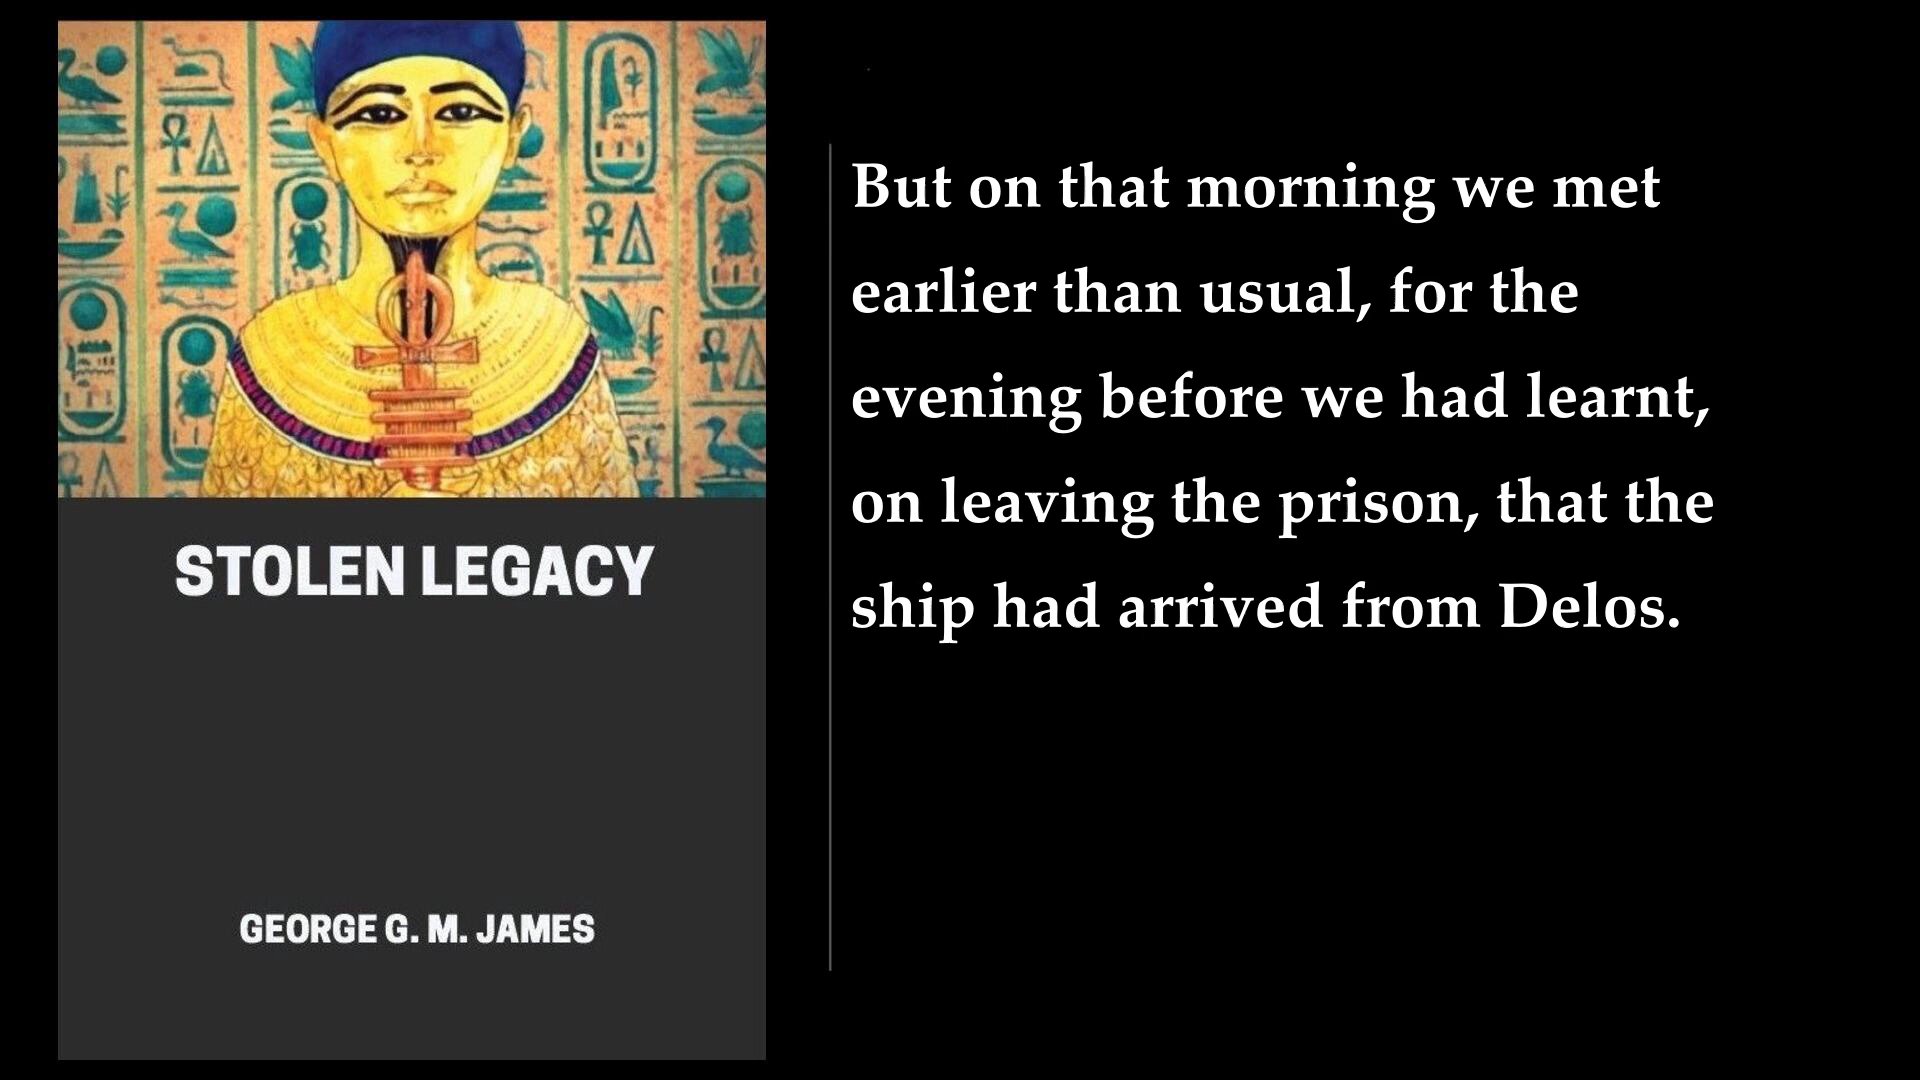 STOLEN LEGACY
GEORGE G. M. JAMES
But on that morning we met
earlier than usual, for the
evening before we had learnt,
on leaving the prison, that the
ship had arrived from Delos.